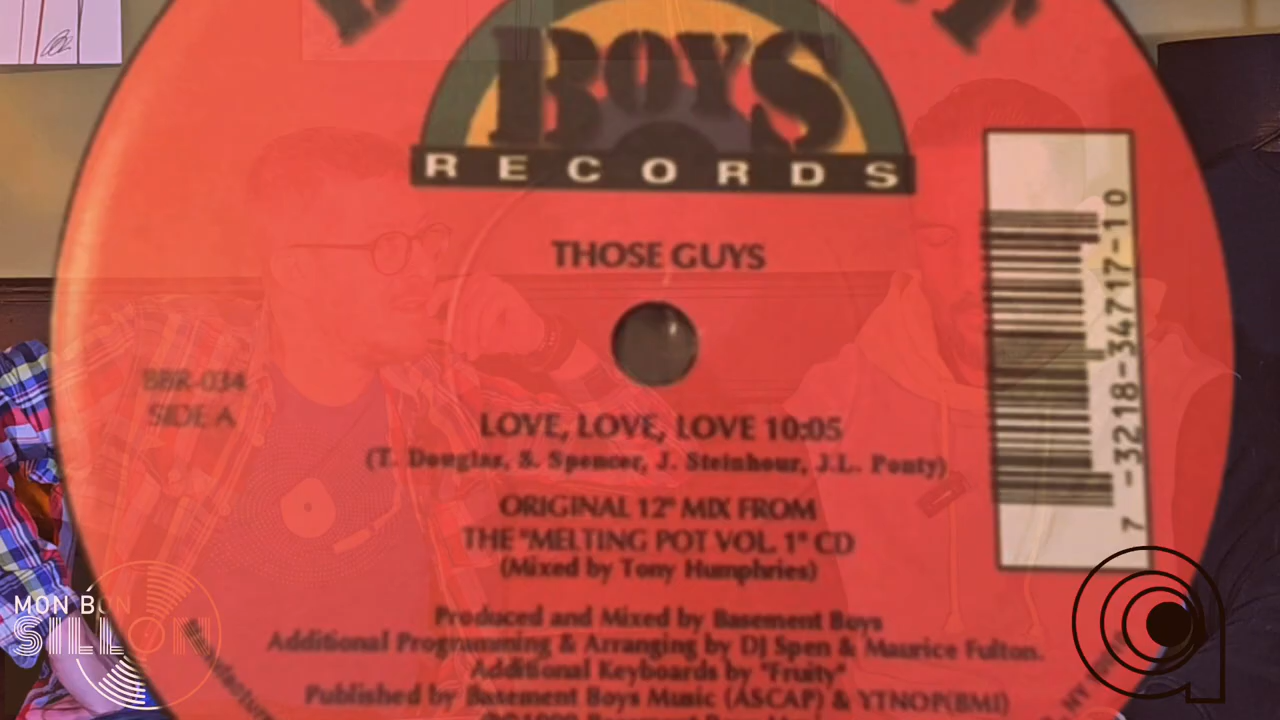 BOYS
RECORDS
THOSE GUYS
BBR-034
SIDE A
LOVE, LOVE, LOVE 10:05
(T. Douglas, S. Spencer, J. Steinhour, J.L. Ponty)
ORIGINAL 12" MIX FROM
THE "MELTING POT VOL. 1" CD
(Mixed by Tony Humphries)
Produced and Mixed by Basement Boys
Additional Programming & Arranging by DJ Spen & Maurice Fulton.
Additional Keyboards by "Fruity"
Published by Basement Boys Music (ASCAP) & YTNOP(BMI)
7 -3218-34717-10
MON BON
SILLON